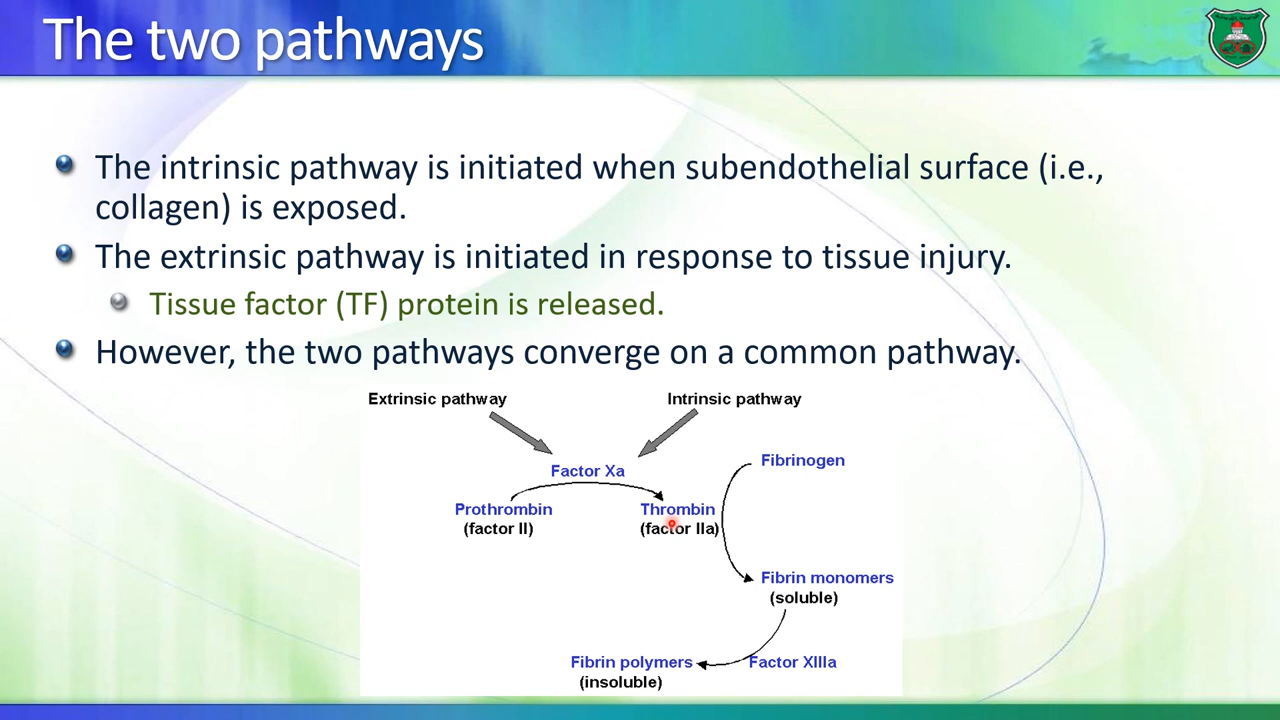 The two pathways
The intrinsic pathway is initiated when subendothelial surface (i.e.,
collagen) is exposed.
The extrinsic pathway is initiated in response to tissue injury.
Tissue factor (TF) protein is released.
However, the two pathways converge on a common pathway.
Extrinsic pathway
Intrinsic pathway
Factor Xa
Fibrinogen
Prothrombin
(factor II)
Thrombin
(factor IIa)
Fibrin monomers
(soluble)
Fibrin polymers
(insoluble)
Factor XIIIa